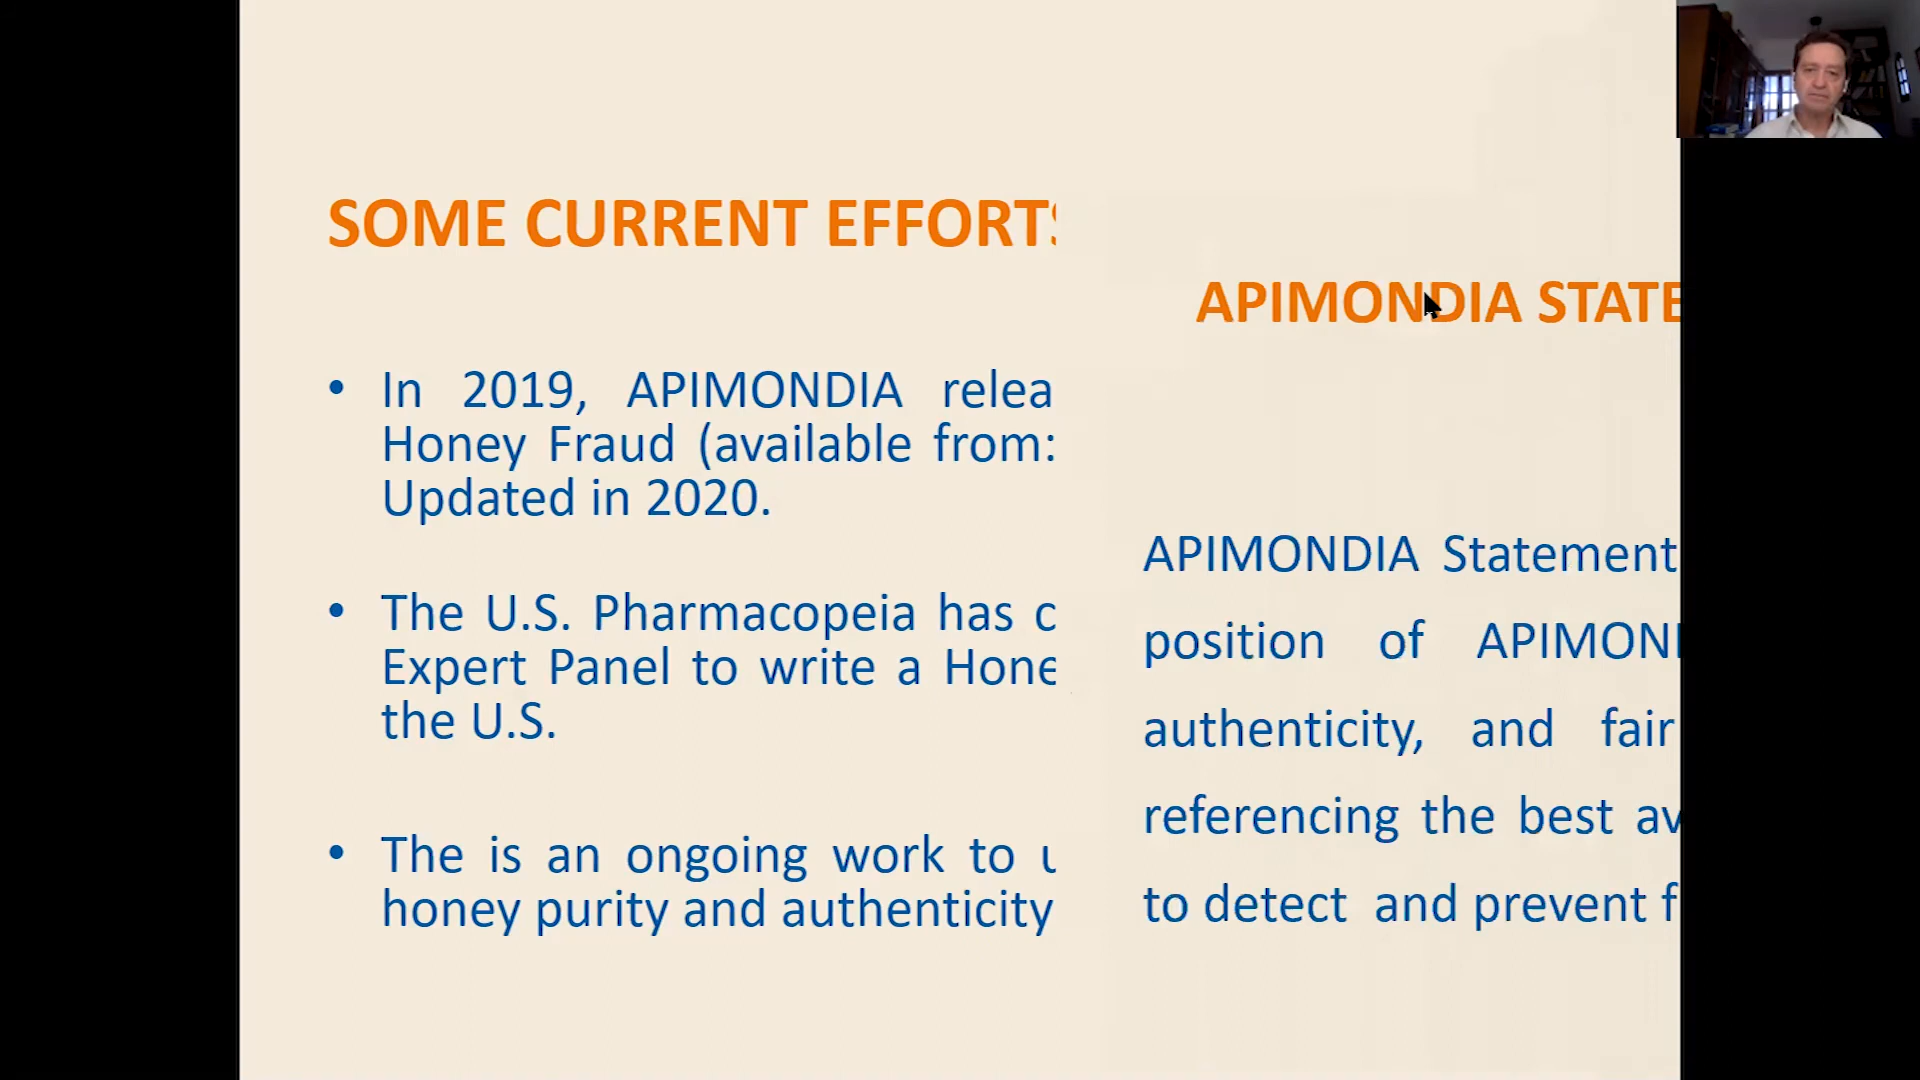 SOME CURRENT EFFORTS
• In 2019, APIMONDIA relea
Honey Fraud (available from:
Updated in 2020.
• The U.S. Pharmacopeia has c
Expert Panel to write a Hone
the U.S.
• The is an ongoing work to u
honey purity and authenticity
APIMONDIA STATE
APIMONDIA Statement
position of APIMOND
authenticity, and fair
referencing the best av
to detect and prevent f